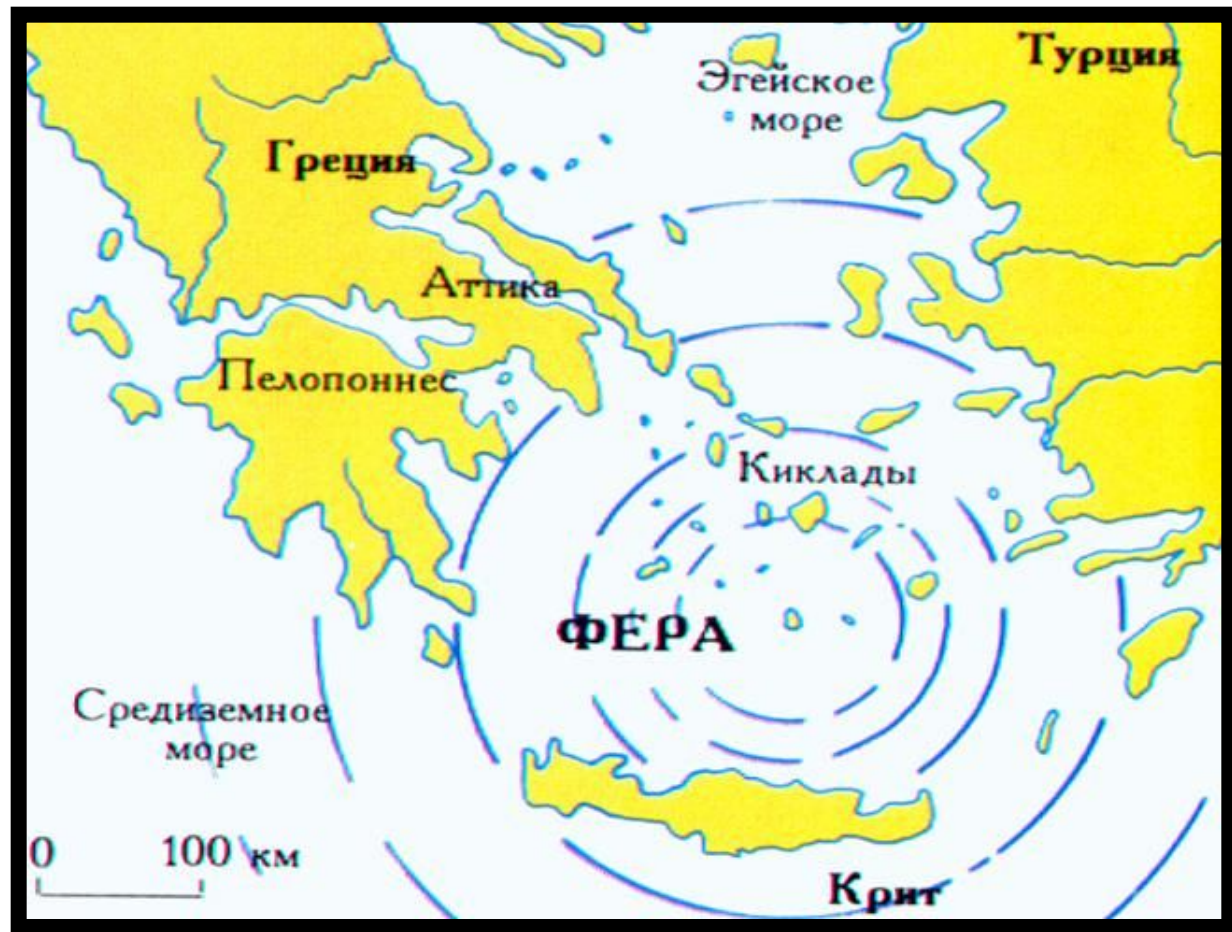 Турция
Эгейское
море
Греция
Аттика
Пелопоннес
Киклады
ФЕРА
Средиземное
море
0 100 км
Крит